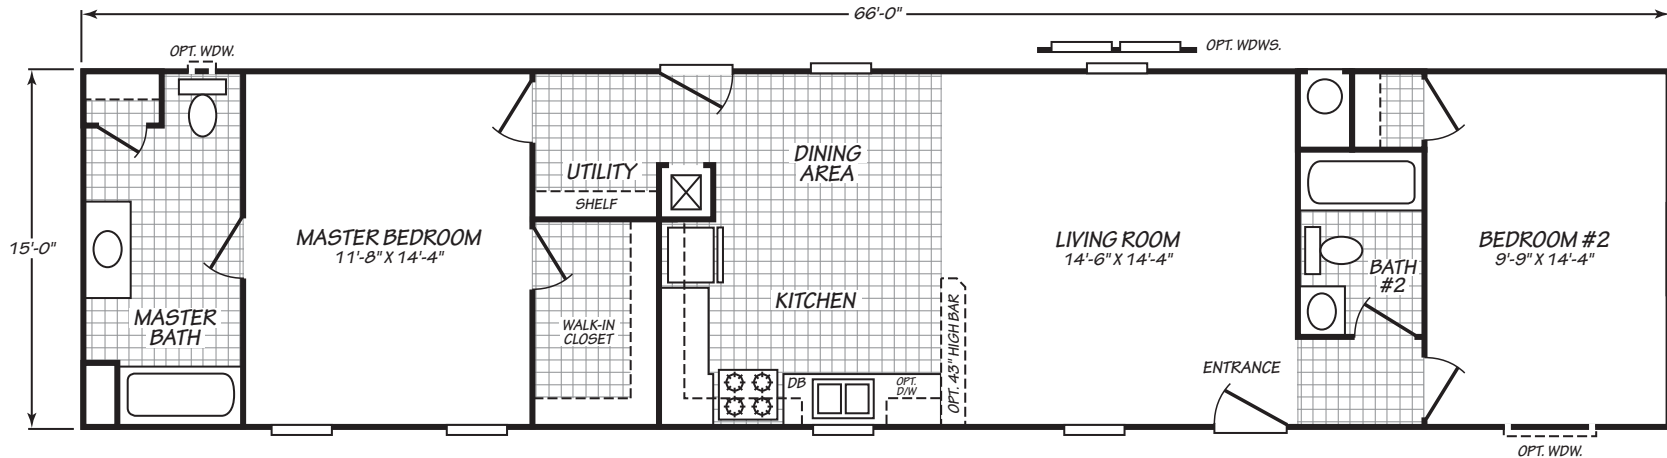 66'-0"
OPT. WDW.
OPT. WDWS.
15'-0"
UTILITY
SHELF
DINING
AREA
MASTER BEDROOM
11'-8" X 14'-4"
LIVING ROOM
14'-6" X 14'-4"
BEDROOM #2
9'-9" X 14'-4"
BATH
#2
KITCHEN
MASTER
BATH
WALK-IN
CLOSET
OPT. 43" HIGH BAR
ENTRANCE
DB
OPT.
D/W
OPT. WDW.